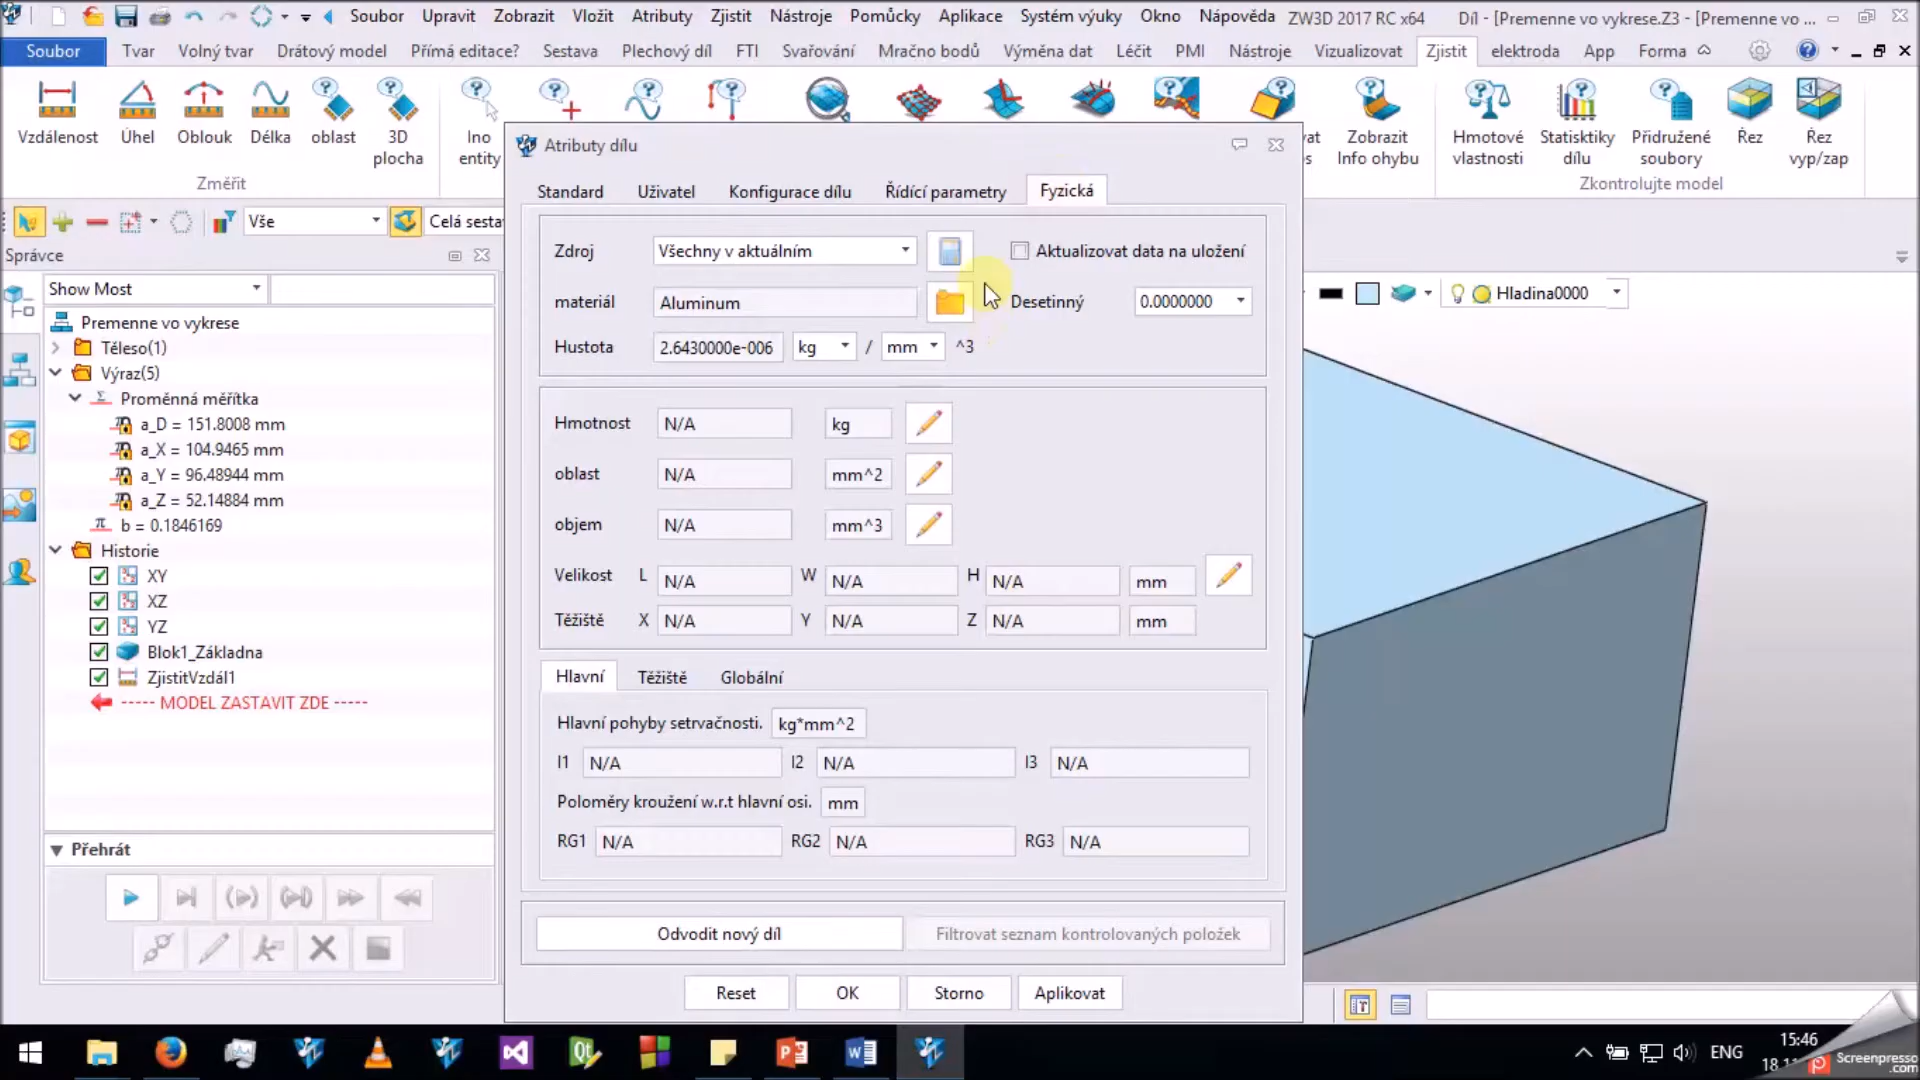 Soubor Upravit Zobrazit Vložit Atributy Zjistit Nástroje Pomůcky Aplikace Systém výuky Okno Nápověda ZW3D 2017 RC x64 Díl - [Premenne vo vykrese.Z3 - [Premenne vo ...
Soubor Tvar Volný tvar Drátový model Přímá editace? Sestava Plechový díl FTI Svařování Mračno bodů Výměna dat Léčit PMI Nástroje Vizualizovat Zjistit elektroda App Forma
Vzdálenost Úhel Oblouk Délka oblast 3D plocha Ino entity
Zobrazit Info ohybu Hmotové vlastnosti Statisktiky dílu Přidružené soubory Řez Řez vyp/zap
Změřit Zkontrolujte model
Vše Celá sesta
Správce
Show Most
Premenne vo vykrese
Těleso(1)
Výraz(5)
Proměnná měřítka
a_D = 151.8008 mm
a_X = 104.9465 mm
a_Y = 96.48944 mm
a_Z = 52.14884 mm
b = 0.1846169
Historie
XY
XZ
YZ
Blok1_Základna
ZjistitVzdál1
----- MODEL ZASTAVIT ZDE -----
Přehrát
Atributy dílu
Standard Uživatel Konfigurace dílu Řídící parametry Fyzická
Zdroj Všechny v aktuálním Aktualizovat data na uložení
materiál Aluminum Desetinný 0.0000000
Hustota 2.6430000e-006 kg / mm ^3
Hmotnost N/A kg
oblast N/A mm^2
objem N/A mm^3
Velikost L N/A W N/A H N/A mm
Těžiště X N/A Y N/A Z N/A mm
Hlavní Těžiště Globální
Hlavní pohyby setrvačnosti. kg*mm^2
I1 N/A I2 N/A I3 N/A
Poloměry kroužení w.r.t hlavní osi. mm
RG1 N/A RG2 N/A RG3 N/A
Odvodit nový díl Filtrovat seznam kontrolovaných položek
Reset OK Storno Aplikovat
Hladina0000
ENG
15:46
Screenpresso
.com